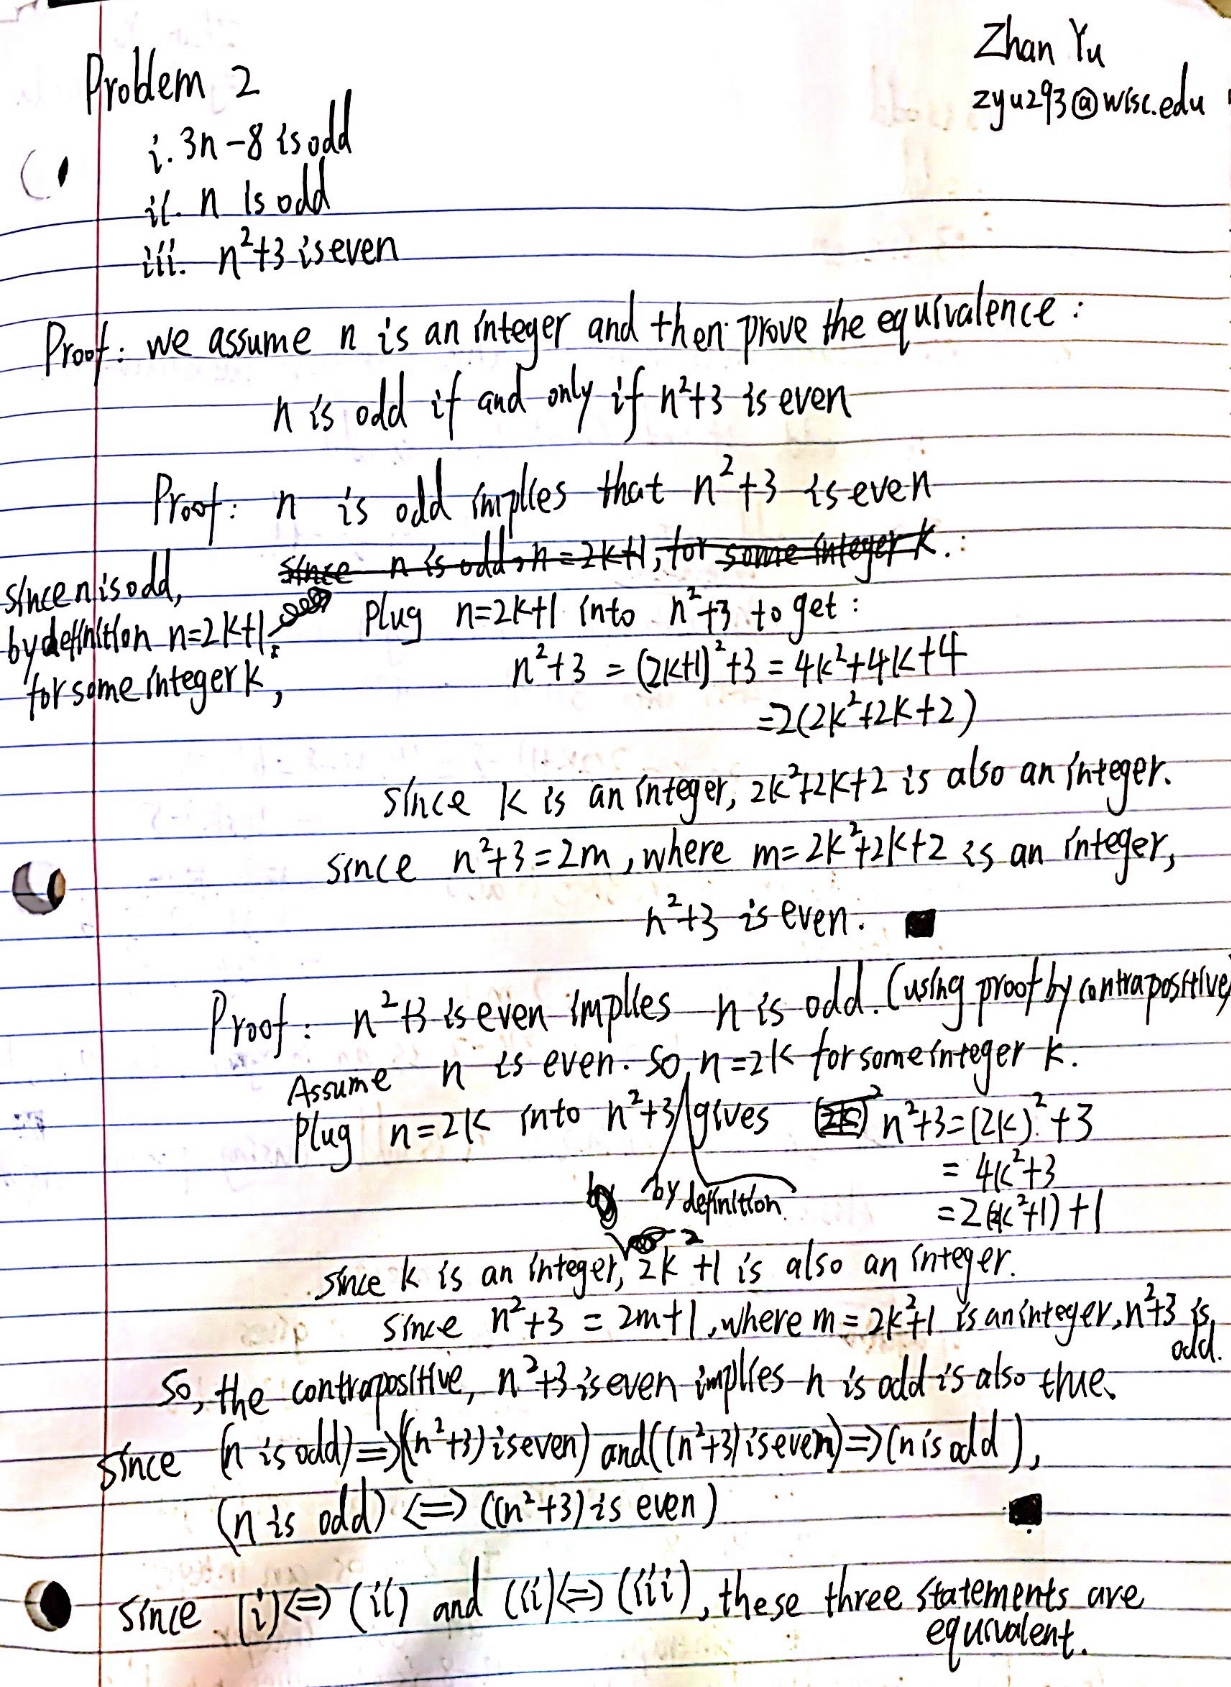 Zhan Yu
zyu293@wisc.edu
Problem 2
i. 3n-8 is odd
ii. n is odd
iii. n²+3 is even
Proof: we assume n is an integer and then prove the equivalence:
n is odd if and only if n²+3 is even
Proof: n is odd implies that n²+3 is even
since n is odd, n=2k+1, for some integer k.:
since n is odd,
by definition n=2k+1
for some integer k,
Plug n=2k+1 into n²+3 to get:
n²+3 = (2k+1)²+3 = 4k²+4k+4
=2(2k²+2k+2)
since k is an integer, 2k²+2k+2 is also an integer.
since n²+3=2m, where m=2k²+2k+2 is an integer,
n²+3 is even. ■
Proof: n²+3 is even implies n is odd. (using proof by contrapositive)
Assume n is even. so, by definition n=2k for some integer k.
Plug n=2k into n²+3 gives n²+3=(2k)²+3
= 4k²+3
=2(2k²+1)+1
since k is an integer, 2k²+1 is also an integer.
since n²+3 = 2m+1, where m=2k²+1 is an integer, n²+3 is
odd.
So, the contrapositive, n²+3 is even implies n is odd is also true.
since (n is odd)=>((n²+3) is even) and ((n²+3) is even)=>(n is odd),
(n is odd) <=> ((n²+3) is even) ■
since (i)<=> (ii) and (ii)<=> (iii), these three statements are
equivalent.